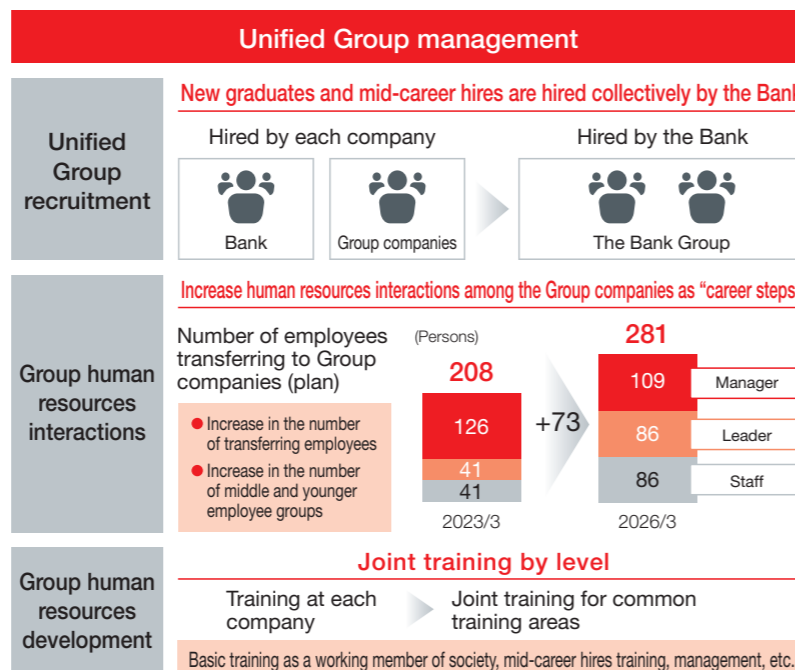 Unified Group management
Unified
Group
recruitment
New graduates and mid-career hires are hired collectively by the Bank
Hired by each company
Hired by the Bank
Bank
Group companies
The Bank Group
Group human
resources
interactions
Increase human resources interactions among the Group companies as “career steps
Number of employees
transferring to Group
companies (plan)
● Increase in the number
of transferring employees
● Increase in the number
of middle and younger
employee groups
(Persons)
208
126
41
41
2023/3
+73
281
109
Manager
86
Leader
86
Staff
2026/3
Group human
resources
development
Joint training by level
Training at each
company
Joint training for common
training areas
Basic training as a working member of society, mid-career hires training, management, etc.